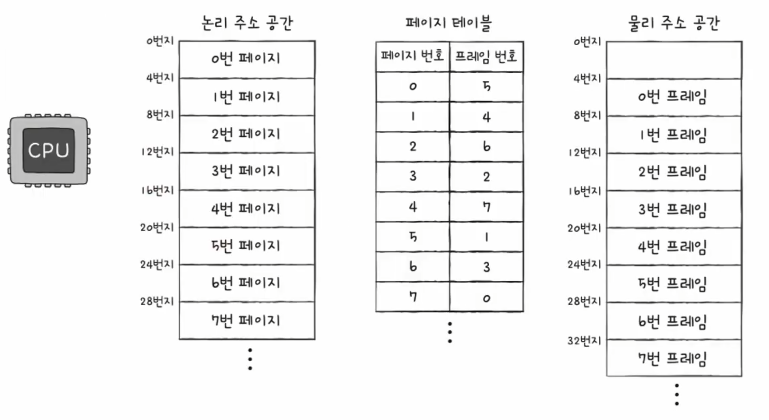 CPU
논리 주소 공간
0번지
0번 페이지
4번지
1번 페이지
8번지
2번 페이지
12번지
3번 페이지
16번지
4번 페이지
20번지
5번 페이지
24번지
6번 페이지
28번지
7번 페이지
페이지 테이블
페이지 번호 프레임 번호
0 5
1 4
2 6
3 2
4 7
5 1
6 3
7 0
물리 주소 공간
0번지
4번지
0번 프레임
8번지
1번 프레임
12번지
2번 프레임
16번지
3번 프레임
20번지
4번 프레임
24번지
5번 프레임
28번지
6번 프레임
32번지
7번 프레임